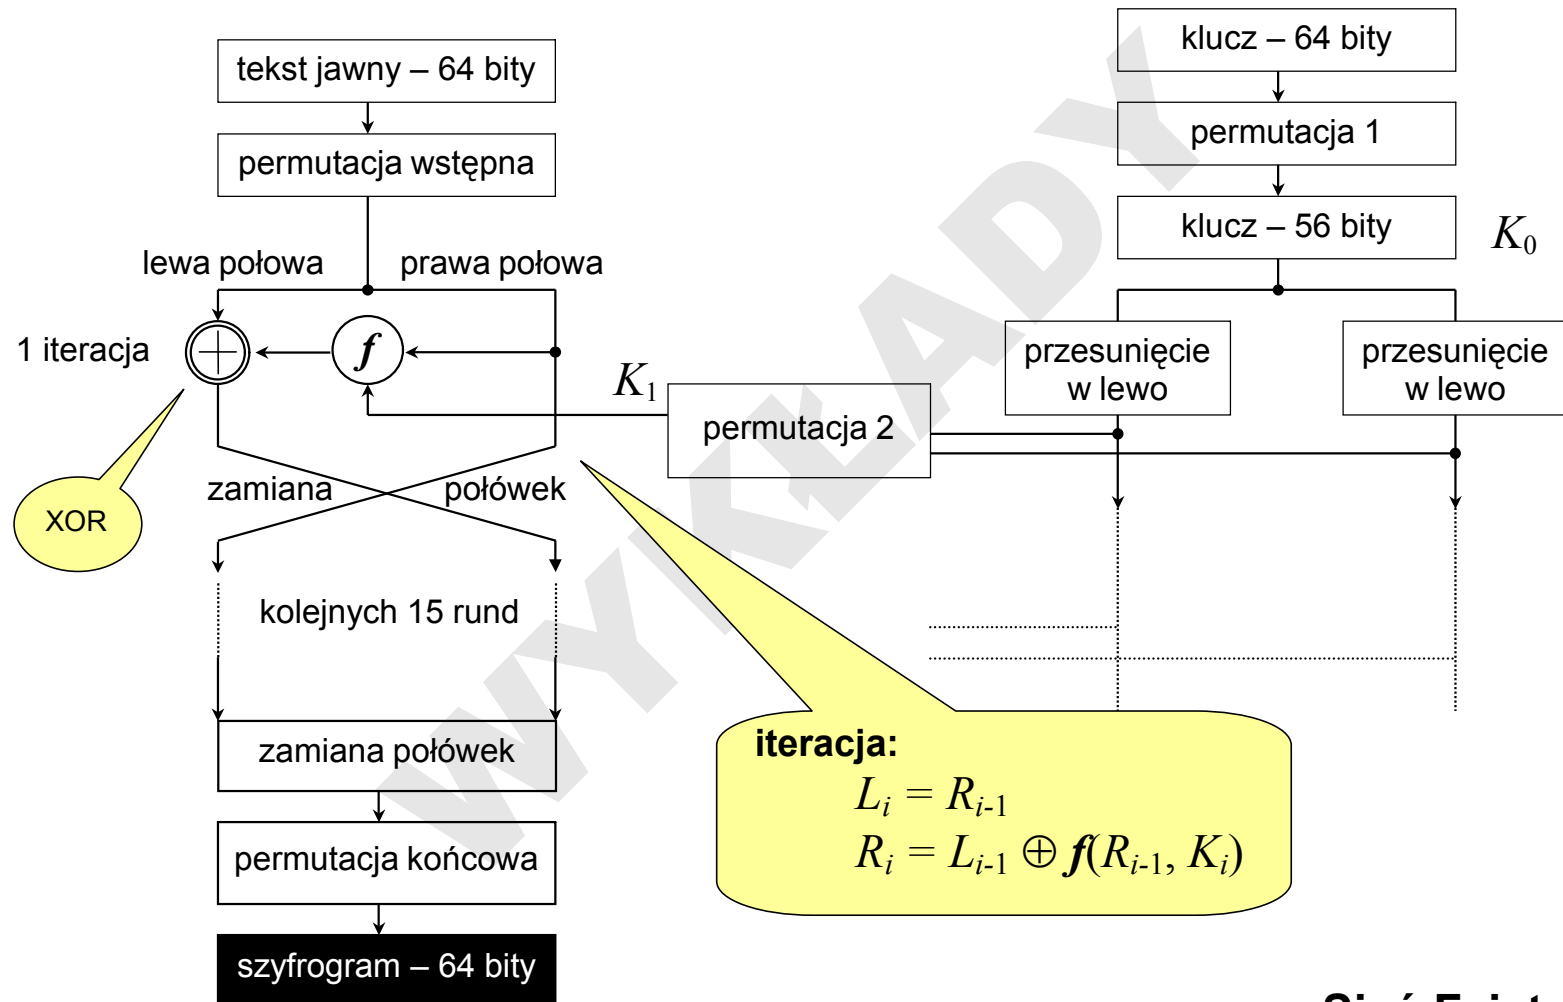 tekst jawny – 64 bity
permutacja wstępna
lewa połowa
prawa połowa
1 iteracja
f
XOR
zamiana
połówek
kolejnych 15 rund
zamiana połówek
permutacja końcowa
szyfrogram – 64 bity
klucz – 64 bity
permutacja 1
klucz – 56 bity
K0
przesunięcie
w lewo
przesunięcie
w lewo
K1
permutacja 2
iteracja:
Li = Ri-1
Ri = Li-1 ⊕ f(Ri-1, Ki)
WYKŁADY